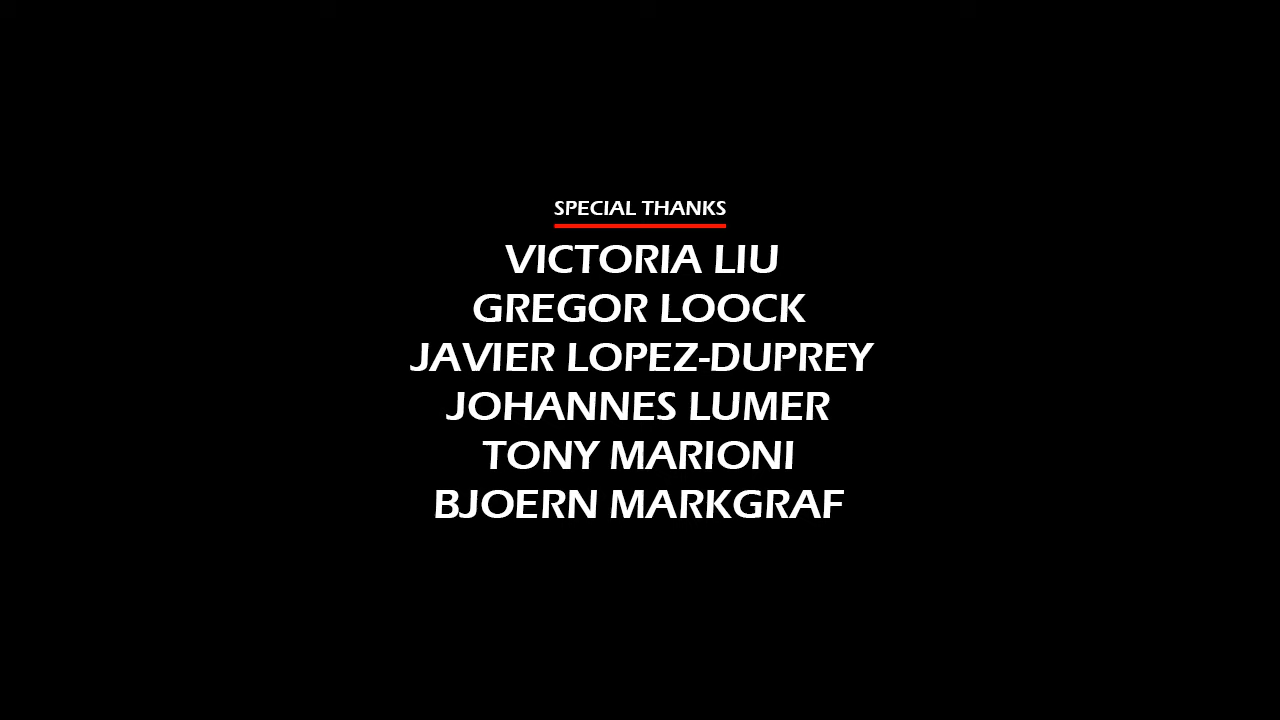 SPECIAL THANKS
VICTORIA LIU
GREGOR LOOCK
JAVIER LOPEZ-DUPREY
JOHANNES LUMER
TONY MARIONI
BJOERN MARKGRAF